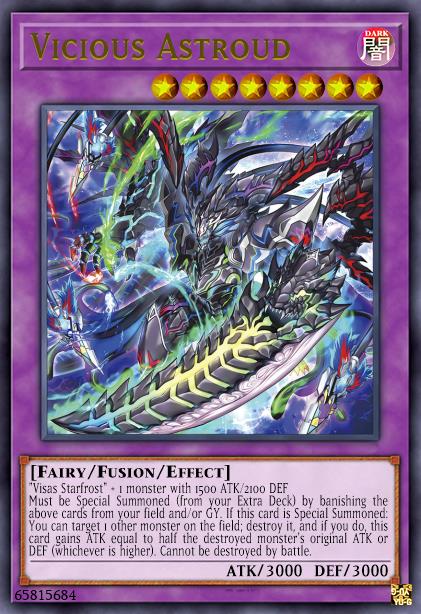 Vicious Astroud
DARK
闇
[Fairy/Fusion/Effect]
"Visas Starfrost" + 1 monster with 1500 ATK/2100 DEF
Must be Special Summoned (from your Extra Deck) by banishing the
above cards from your field and/or GY. If this card is Special Summoned:
You can target 1 other monster on the field; destroy it, and if you do, this
card gains ATK equal to half the destroyed monster's original ATK or
DEF (whichever is higher). Cannot be destroyed by battle.
ATK/3000 DEF/3000
65815684